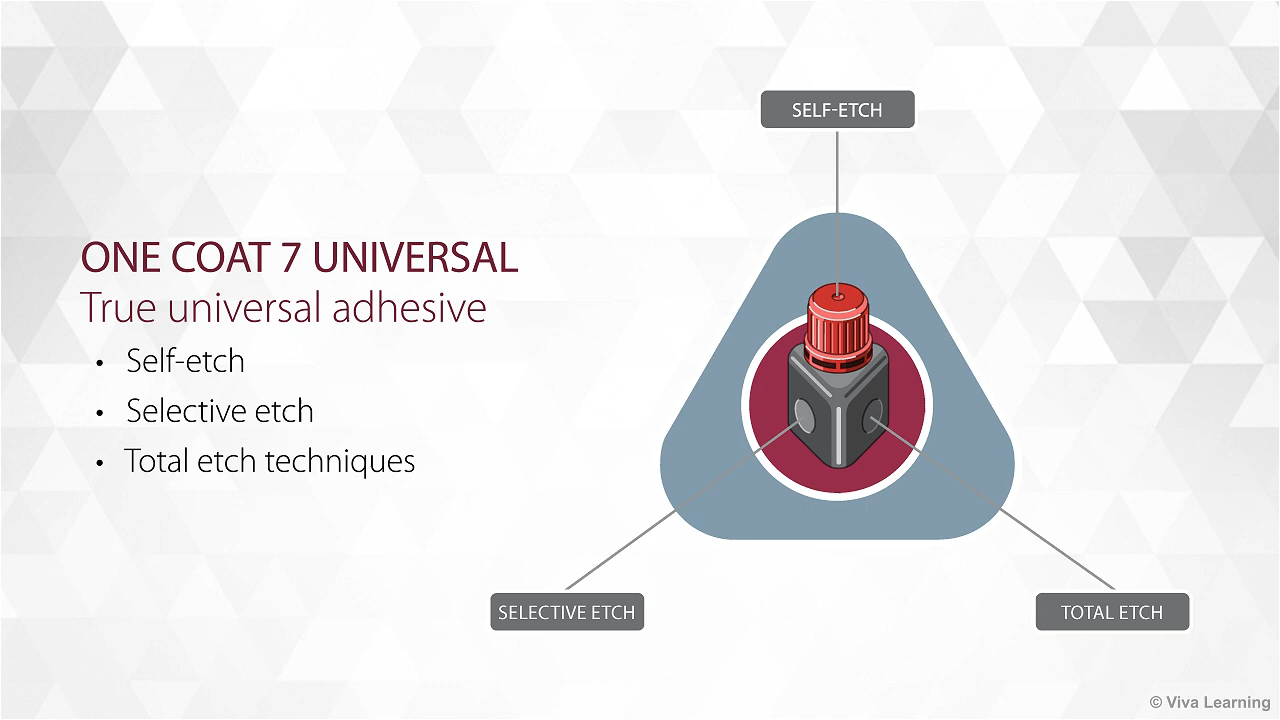 ONE COAT 7 UNIVERSAL
True universal adhesive
• Self-etch
• Selective etch
• Total etch techniques
SELF-ETCH
SELECTIVE ETCH
TOTAL ETCH
© Viva Learning